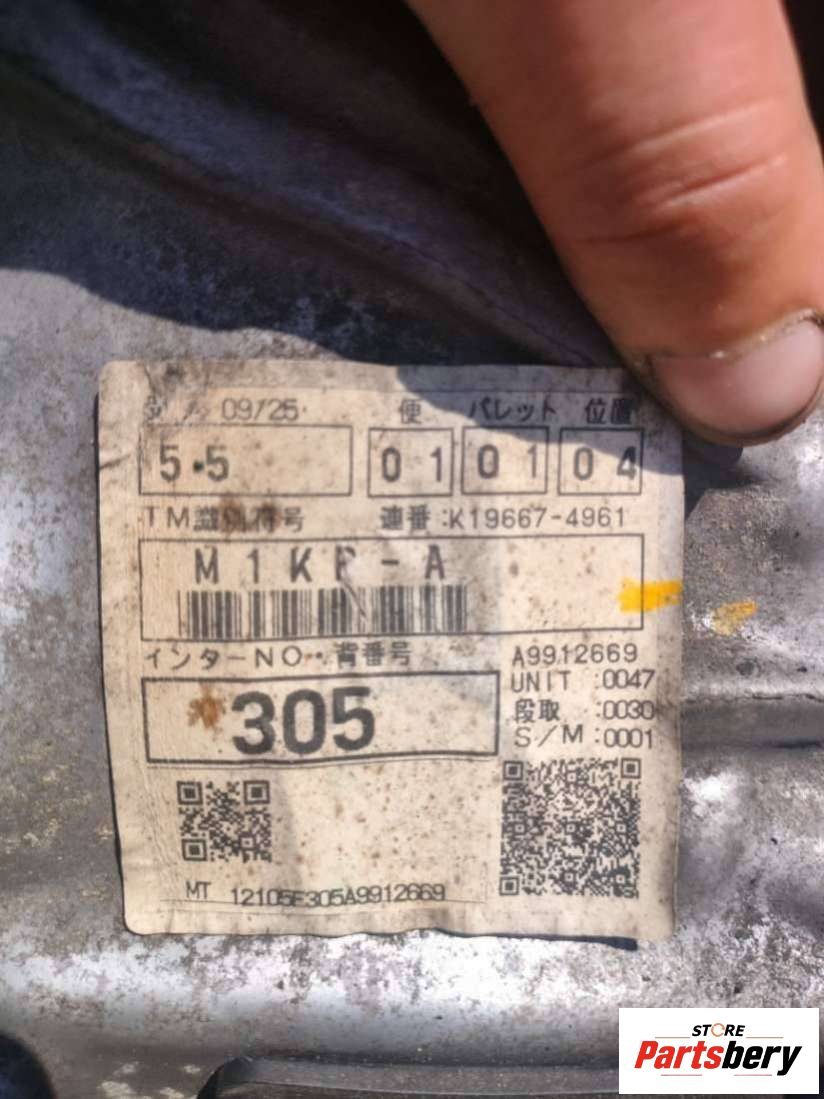 09/25 便 パレット 位置
5・5 01 01 04
TM識別符号 連番:K19667-4961
-A
インターNO・背番号 A9912669
UNIT :0047
305 段取 :0030
S/M :0001
MT 12105E305A9912669
STORE
Partsbery